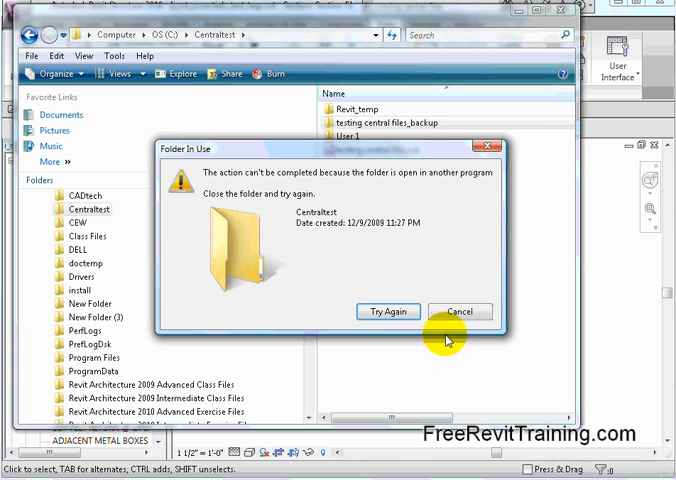 Computer ▸ OS (C:) ▸ Centraltest ▸
Search
File Edit View Tools Help
Organize Views Explore Share Burn
User
Interface
Favorite Links
Documents
Pictures
Music
More »
Folders
CADtech
Centraltest
CEW
Class Files
DELL
doctemp
Drivers
install
New Folder
New Folder (3)
PerfLogs
PrefLogDsk
Program Files
ProgramData
Revit Architecture 2009 Advanced Class Files
Revit Architecture 2009 Intermediate Class Files
Revit Architecture 2010 Advanced Exercise Files
Name
Revit_temp
testing central files_backup
User 1
Folder In Use
The action can't be completed because the folder is open in another program
Close the folder and try again.
Centraltest
Date created: 12/9/2009 11:27 PM
Try Again
Cancel
FreeRevitTraining.com
ADJACENT METAL BOXES
1 1/2" = 1'-0"
Click to select, TAB for alternates, CTRL adds, SHIFT unselects.
Press & Drag
:0